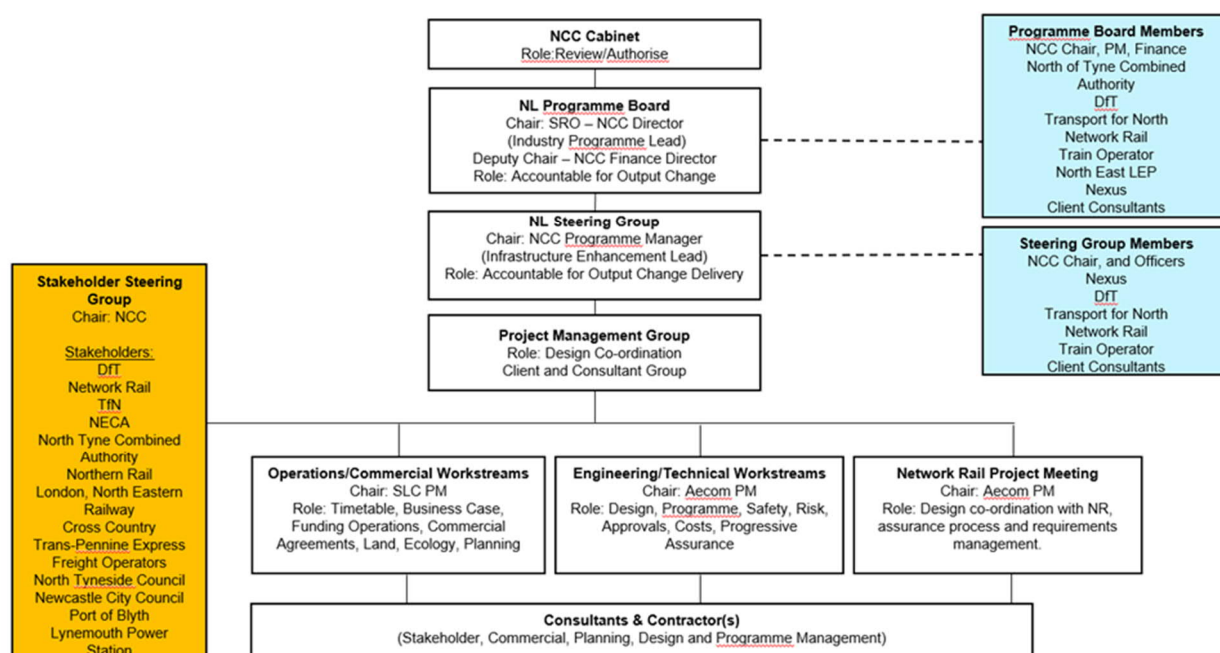 NCC Cabinet
Role:Review/Authorise
NL Programme Board
Chair: SRO – NCC Director
(Industry Programme Lead)
Deputy Chair – NCC Finance Director
Role: Accountable for Output Change
Programme Board Members
NCC Chair, PM, Finance
North of Tyne Combined
Authority
DfT
Transport for North
Network Rail
Train Operator
North East LEP
Nexus
Client Consultants
NL Steering Group
Chair: NCC Programme Manager
(Infrastructure Enhancement Lead)
Role: Accountable for Output Change Delivery
Steering Group Members
NCC Chair, and Officers
Nexus
DfT
Transport for North
Network Rail
Train Operator
Client Consultants
Stakeholder Steering
Group
Chair: NCC
Stakeholders:
DfT
Network Rail
TfN
NECA
North Tyne Combined
Authority
Northern Rail
London, North Eastern
Railway
Cross Country
Trans-Pennine Express
Freight Operators
North Tyneside Council
Newcastle City Council
Port of Blyth
Lynemouth Power
Station
Project Management Group
Role: Design Co-ordination
Client and Consultant Group
Operations/Commercial Workstreams
Chair: SLC PM
Role: Timetable, Business Case,
Funding Operations, Commercial
Agreements, Land, Ecology, Planning
Engineering/Technical Workstreams
Chair: Aecom PM
Role: Design, Programme, Safety, Risk,
Approvals, Costs, Progressive
Assurance
Network Rail Project Meeting
Chair: Aecom PM
Role: Design co-ordination with NR,
assurance process and requirements
management.
Consultants & Contractor(s)
(Stakeholder, Commercial, Planning, Design and Programme Management)